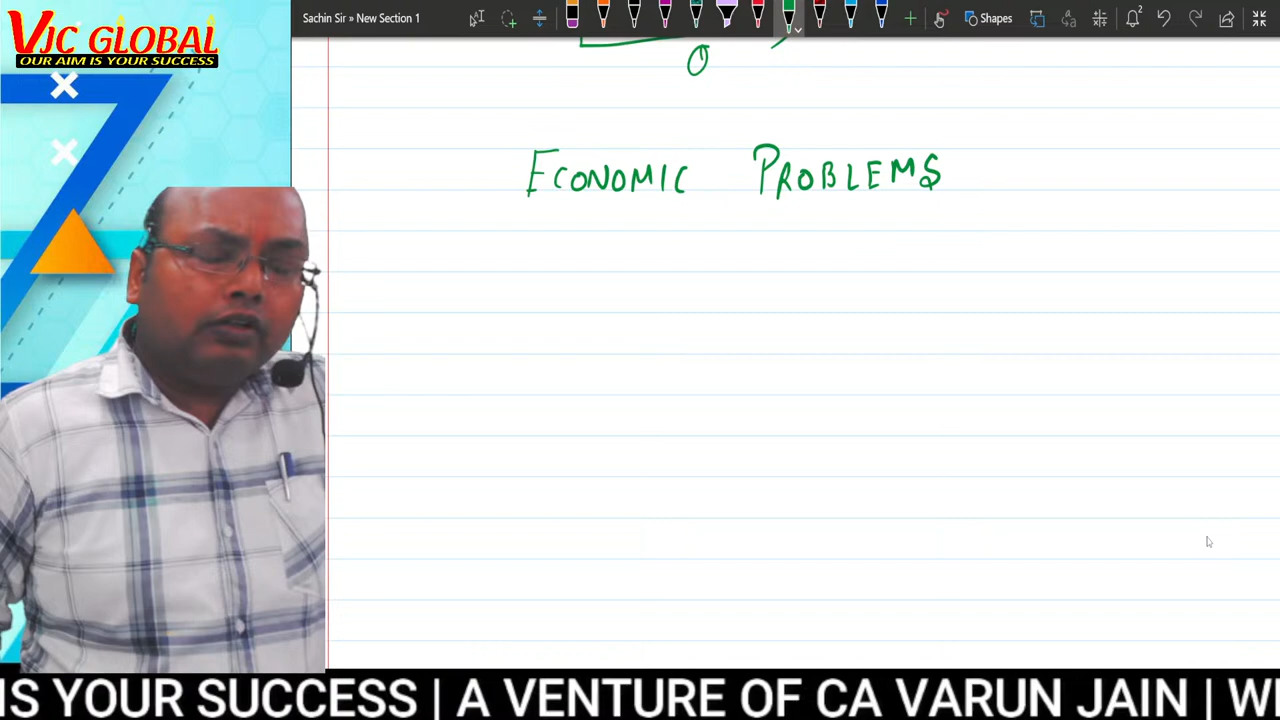 VJC GLOBAL
OUR AIM IS YOUR SUCCESS
Sachin Sir » New Section 1
Shapes
O
ECONOMIC PROBLEMS
IS YOUR SUCCESS | A VENTURE OF CA VARUN JAIN |